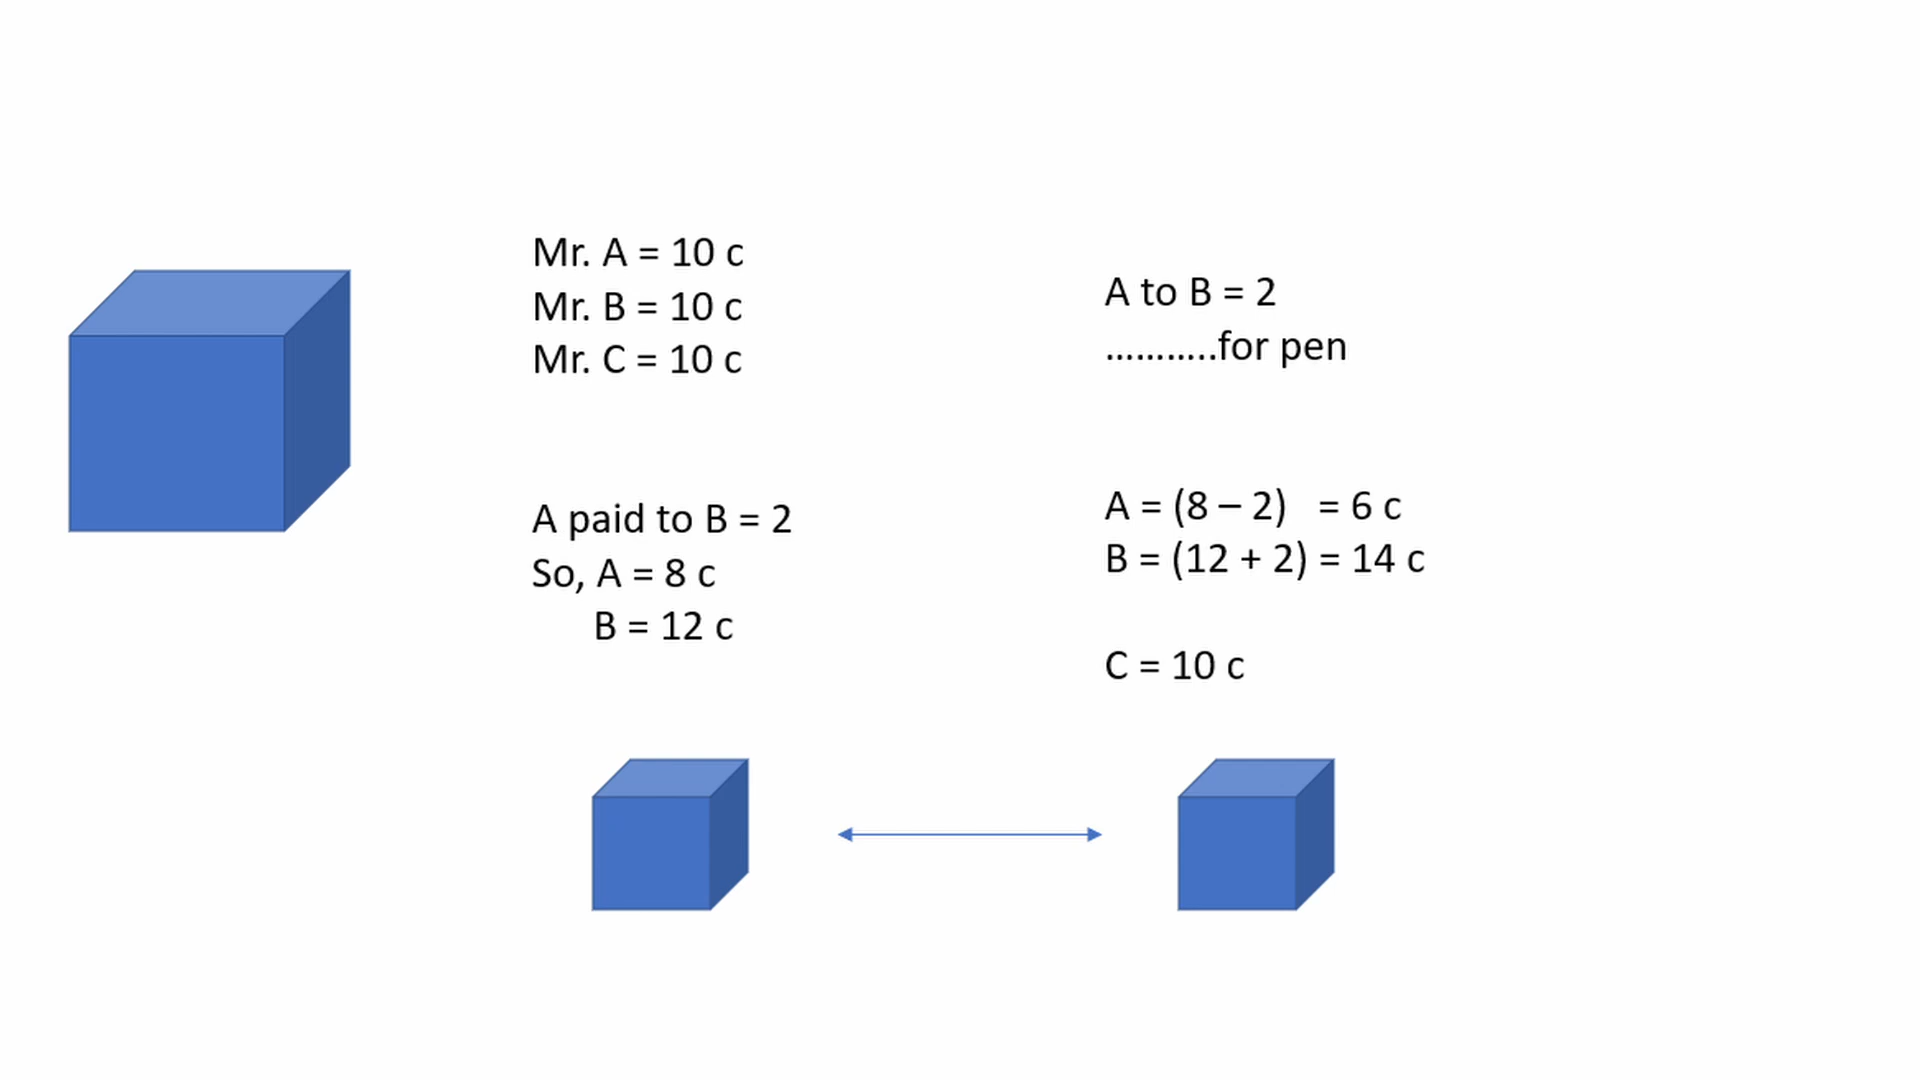 Mr. A = 10 c
Mr. B = 10 c
Mr. C = 10 c
A paid to B = 2
So, A = 8 c
B = 12 c
A to B = 2
………..for pen
A = (8 – 2) = 6 c
B = (12 + 2) = 14 c
C = 10 c